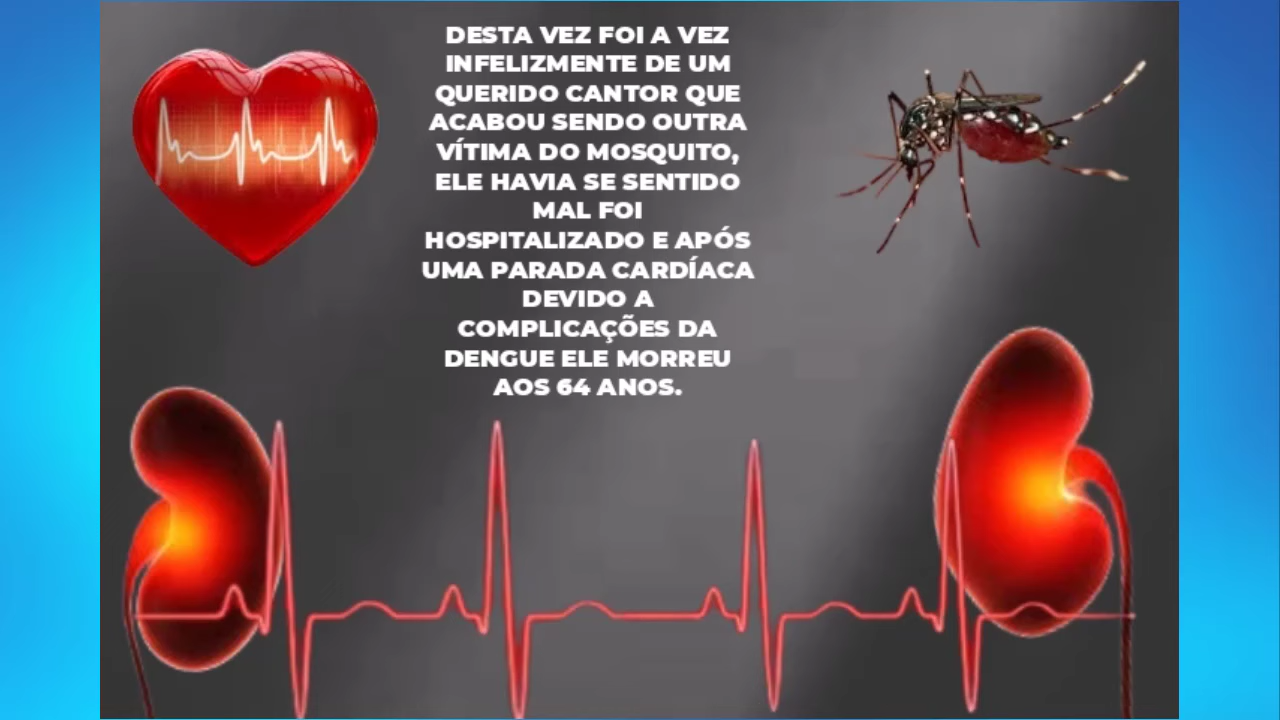 DESTA VEZ FOI A VEZ
INFELIZMENTE DE UM
QUERIDO CANTOR QUE
ACABOU SENDO OUTRA
VÍTIMA DO MOSQUITO,
ELE HAVIA SE SENTIDO
MAL FOI
HOSPITALIZADO E APÓS
UMA PARADA CARDÍACA
DEVIDO A
COMPLICAÇÕES DA
DENGUE ELE MORREU
AOS 64 ANOS.